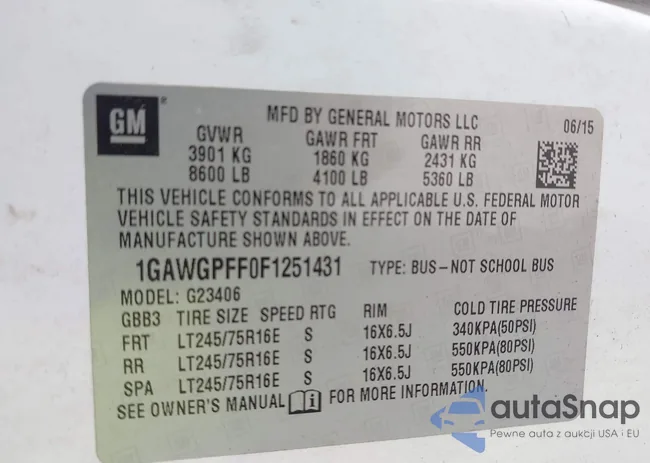 GM ®
MFD BY GENERAL MOTORS LLC 06/15
GVWR GAWR FRT GAWR RR
3901 KG 1860 KG 2431 KG
8600 LB 4100 LB 5360 LB
THIS VEHICLE CONFORMS TO ALL APPLICABLE U.S. FEDERAL MOTOR
VEHICLE SAFETY STANDARDS IN EFFECT ON THE DATE OF
MANUFACTURE SHOWN ABOVE.
1GAWGPFF0F1251431 TYPE: BUS-NOT SCHOOL BUS
MODEL: G23406
GBB3 TIRE SIZE SPEED RTG RIM COLD TIRE PRESSURE
FRT LT245/75R16E S 16X6.5J 340KPA(50PSI)
RR LT245/75R16E S 16X6.5J 550KPA(80PSI)
SPA LT245/75R16E S 16X6.5J 550KPA(80PSI)
SEE OWNER'S MANUAL i FOR MORE INFORMATION.
autaSnap
Pewne auta z aukcji USA i EU